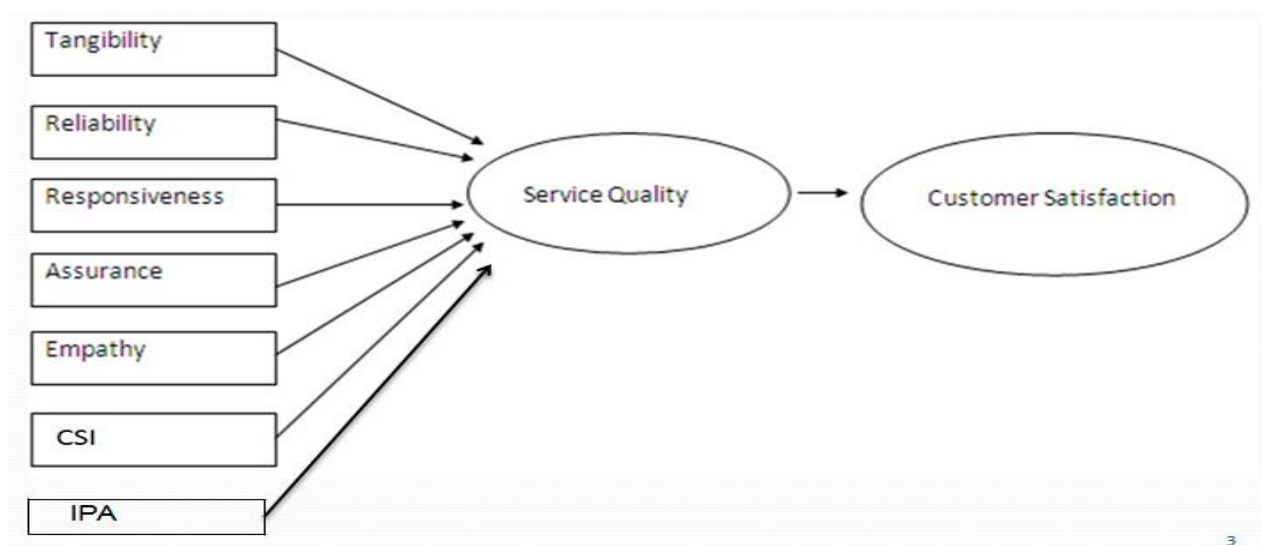 Tangibility
Reliability
Responsiveness
Assurance
Empathy
CSI
IPA
Service Quality
Customer Satisfaction
3